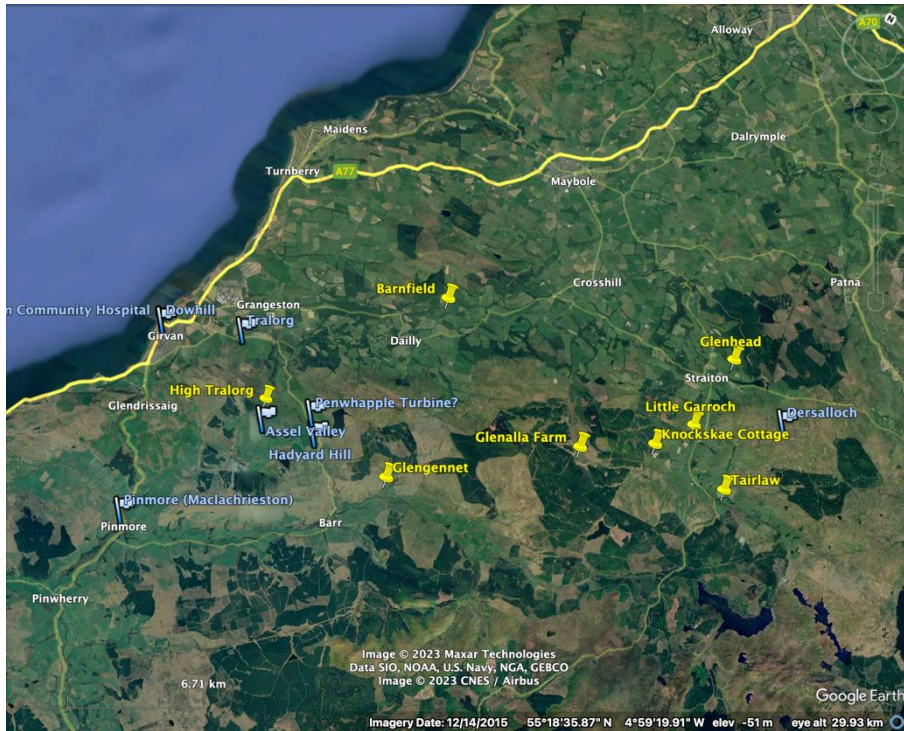 Alloway
A70
N
Maidens
Dalrymple
Turnberry
A77
Maybole
Barnfield
Crosshill
Patna
m Community Hospital
Dowhill
Grangeston
Tralorg
Girvan
Dailly
Glenhead
Straiton
High Tralorg
Glendrissaig
Penwhapple Turbine?
Little Garroch
Dersalloch
Assel Valley
Knockskae Cottage
Glenalla Farm
Hadyard Hill
Glengennet
Tairlaw
Pinmore (Maclachrieston)
Pinmore
Barr
Pinwherry
Image © 2023 Maxar Technologies
Data SIO, NOAA, U.S. Navy, NGA, GEBCO
Image © 2023 CNES / Airbus
6.71 km
Google Earth
Imagery Date: 12/14/2015 55°18'35.87" N 4°59'19.91" W elev -51 m eye alt 29.93 km